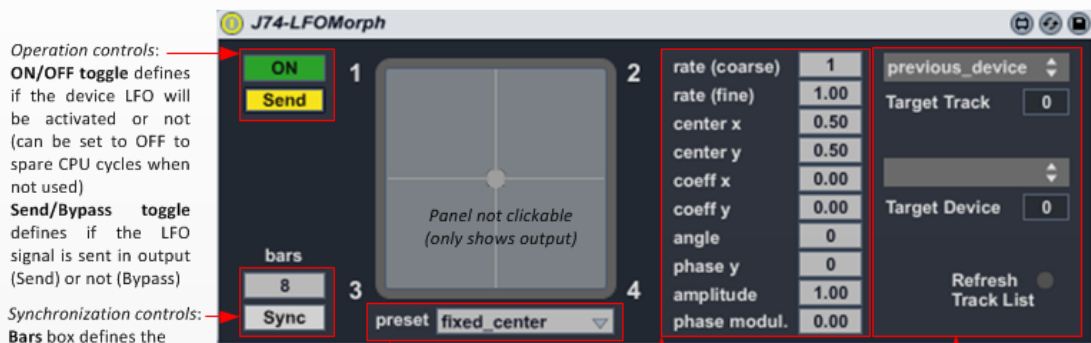 J74-LFOMorph
Operation controls:
ON/OFF toggle defines
if the device LFO will
be activated or not
(can be set to OFF to
spare CPU cycles when
not used)
Send/Bypass toggle
defines if the LFO
signal is sent in output
(Send) or not (Bypass)
Synchronization controls:
Bars box defines the
ON
Send
bars
8
Sync
1
2
3
4
Panel not clickable
(only shows output)
preset fixed_center
rate (coarse) 1
rate (fine) 1.00
center x 0.50
center y 0.50
coeff x 0.00
coeff y 0.00
angle 0
phase y 0
amplitude 1.00
phase modul. 0.00
previous_device
Target Track 0
Target Device 0
Refresh
Track List